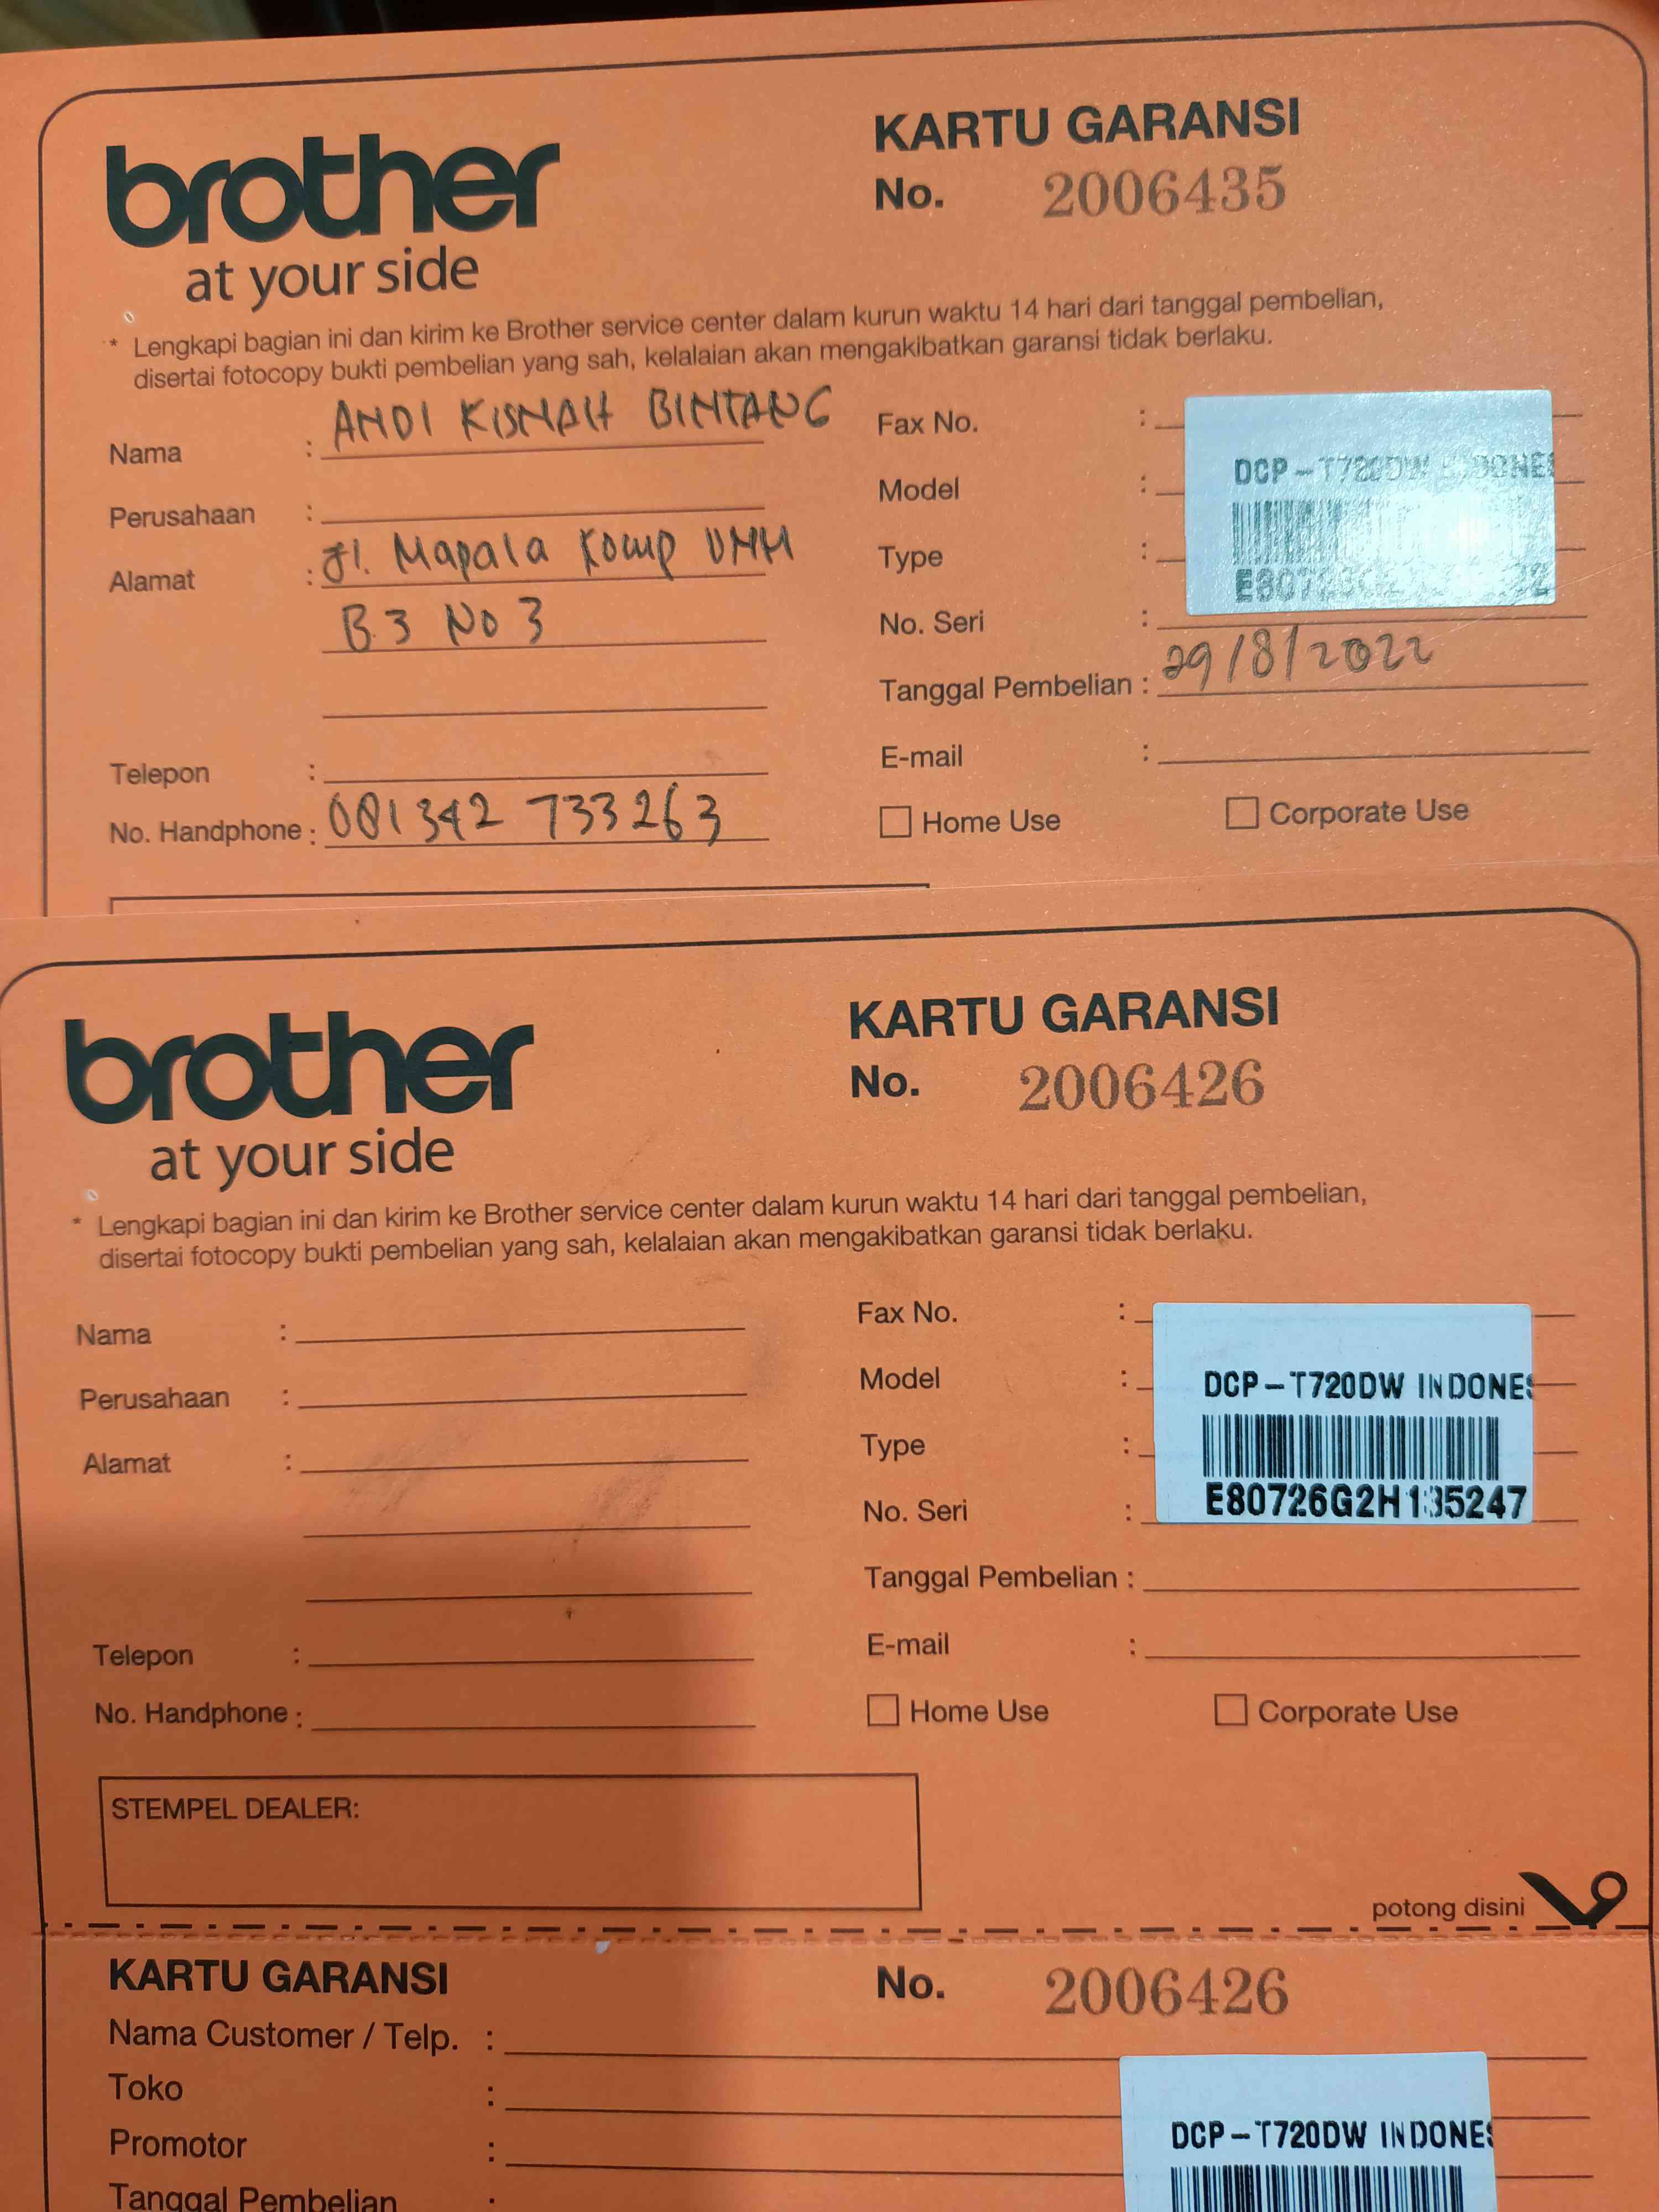 brother
at your side
KARTU GARANSI
No. 2006435
* Lengkapi bagian ini dan kirim ke Brother service center dalam kurun waktu 14 hari dari tanggal pembelian,
disertai fotocopy bukti pembelian yang sah, kelalaian akan mengakibatkan garansi tidak berlaku.
Nama : ANDI KISMAH BINTANG
Perusahaan :
Alamat : Jl. Mapala Komp
B.3 No 3
Telepon :
No. Handphone : 081342 733263
Fax No. :
Model :
DCP-T720DW INDONES
Type :
No. Seri :
Tanggal Pembelian : 29/8/2022
E-mail :
Home Use Corporate Use
brother
at your side
KARTU GARANSI
No. 2006426
* Lengkapi bagian ini dan kirim ke Brother service center dalam kurun waktu 14 hari dari tanggal pembelian,
disertai fotocopy bukti pembelian yang sah, kelalaian akan mengakibatkan garansi tidak berlaku.
Nama :
Perusahaan :
Alamat :
Telepon :
No. Handphone :
Fax No. :
Model :
DCP-T720DW INDONES
Type :
E80726G2H135247
No. Seri :
Tanggal Pembelian :
E-mail :
Home Use Corporate Use
STEMPEL DEALER:
potong disini
KARTU GARANSI No. 2006426
Nama Customer / Telp. :
Toko :
Promotor :
DCP-T720DW INDONES
Tanggal Pembelian :